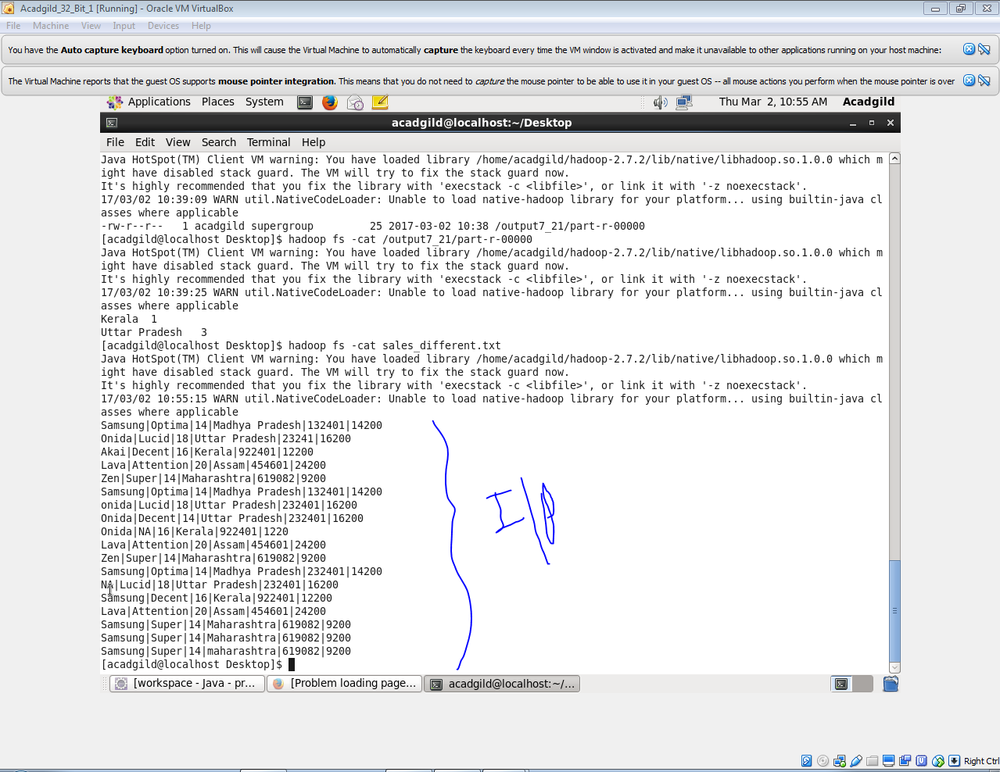 Acadgild_32_Bit_1 [Running] - Oracle VM VirtualBox
File Machine View Input Devices Help
You have the Auto capture keyboard option turned on. This will cause the Virtual Machine to automatically capture the keyboard every time the VM window is activated and make it unavailable to other applications running on your host machine:
The Virtual Machine reports that the guest OS supports mouse pointer integration. This means that you do not need to capture the mouse pointer to be able to use it in your guest OS -- all mouse actions you perform when the mouse pointer is over
Applications Places System Thu Mar 2, 10:55 AM Acadgild
acadgild@localhost:~/Desktop
File Edit View Search Terminal Help
Java HotSpot(TM) Client VM warning: You have loaded library /home/acadgild/hadoop-2.7.2/lib/native/libhadoop.so.1.0.0 which m
ight have disabled stack guard. The VM will try to fix the stack guard now.
It's highly recommended that you fix the library with 'execstack -c <libfile>', or link it with '-z noexecstack'.
17/03/02 10:39:09 WARN util.NativeCodeLoader: Unable to load native-hadoop library for your platform... using builtin-java cl
asses where applicable
-rw-r--r-- 1 acadgild supergroup 25 2017-03-02 10:38 /output7_21/part-r-00000
[acadgild@localhost Desktop]$ hadoop fs -cat /output7_21/part-r-00000
Java HotSpot(TM) Client VM warning: You have loaded library /home/acadgild/hadoop-2.7.2/lib/native/libhadoop.so.1.0.0 which m
ight have disabled stack guard. The VM will try to fix the stack guard now.
It's highly recommended that you fix the library with 'execstack -c <libfile>', or link it with '-z noexecstack'.
17/03/02 10:39:25 WARN util.NativeCodeLoader: Unable to load native-hadoop library for your platform... using builtin-java cl
asses where applicable
Kerala 1
Uttar Pradesh 3
[acadgild@localhost Desktop]$ hadoop fs -cat sales_different.txt
Java HotSpot(TM) Client VM warning: You have loaded library /home/acadgild/hadoop-2.7.2/lib/native/libhadoop.so.1.0.0 which m
ight have disabled stack guard. The VM will try to fix the stack guard now.
It's highly recommended that you fix the library with 'execstack -c <libfile>', or link it with '-z noexecstack'.
17/03/02 10:55:15 WARN util.NativeCodeLoader: Unable to load native-hadoop library for your platform... using builtin-java cl
asses where applicable
Samsung|Optima|14|Madhya Pradesh|132401|14200
Onida|Lucid|18|Uttar Pradesh|23241|16200
Akai|Decent|16|Kerala|922401|12200
Lava|Attention|20|Assam|454601|24200
Zen|Super|14|Maharashtra|619082|9200
Samsung|Optima|14|Madhya Pradesh|132401|14200
onida|Lucid|18|Uttar Pradesh|232401|16200
Onida|Decent|14|Uttar Pradesh|232401|16200
Onida|NA|16|Kerala|922401|1220
Lava|Attention|20|Assam|454601|24200
Zen|Super|14|Maharashtra|619082|9200
Samsung|Optima|14|Madhya Pradesh|232401|14200
NA|Lucid|18|Uttar Pradesh|232401|16200
Samsung|Decent|16|Kerala|922401|12200
Lava|Attention|20|Assam|454601|24200
Samsung|Super|14|Maharashtra|619082|9200
Samsung|Super|14|Maharashtra|619082|9200
Samsung|Super|14|maharashtra|619082|9200
[acadgild@localhost Desktop]$
I/P
[workspace - Java - pr... [Problem loading page... acadgild@localhost:~/...
Right Ctrl